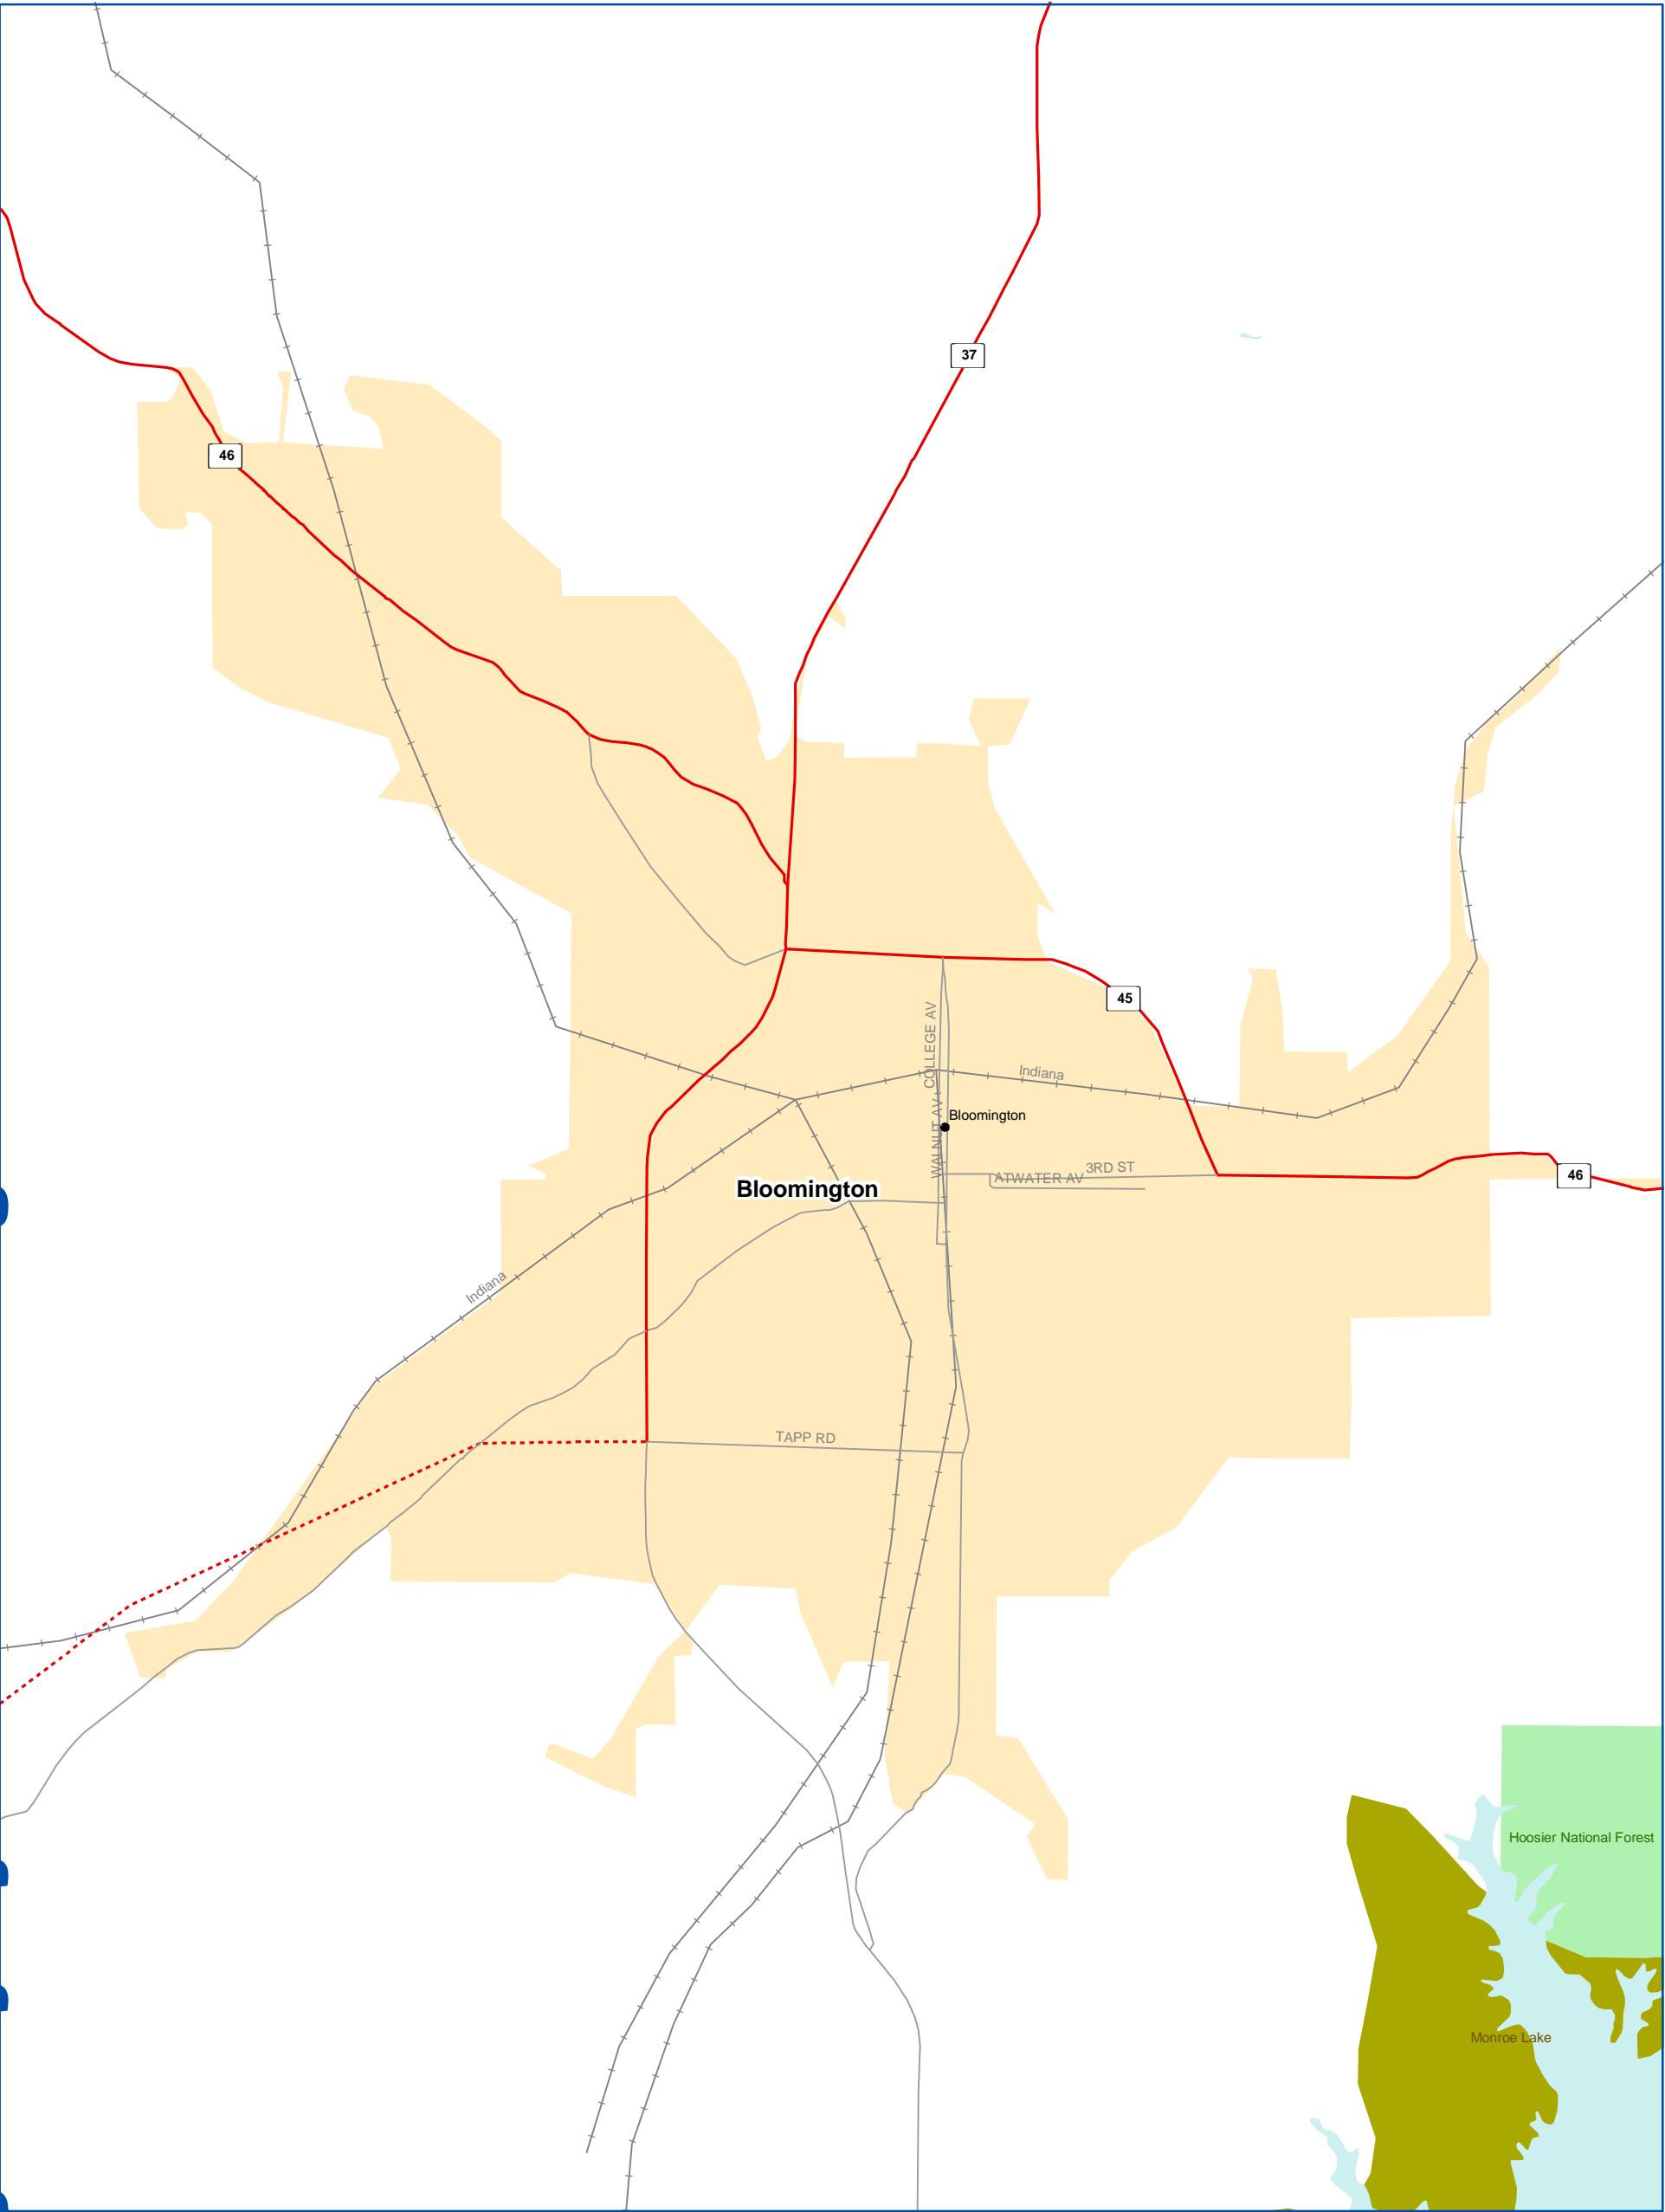 37
46
COLLEGE AV
45
Indiana
Bloomington
WALNUT AV
3RD ST
ATWATER AV
46
Bloomington
Indiana
TAPP RD
Hoosier National Forest
Monroe Lake